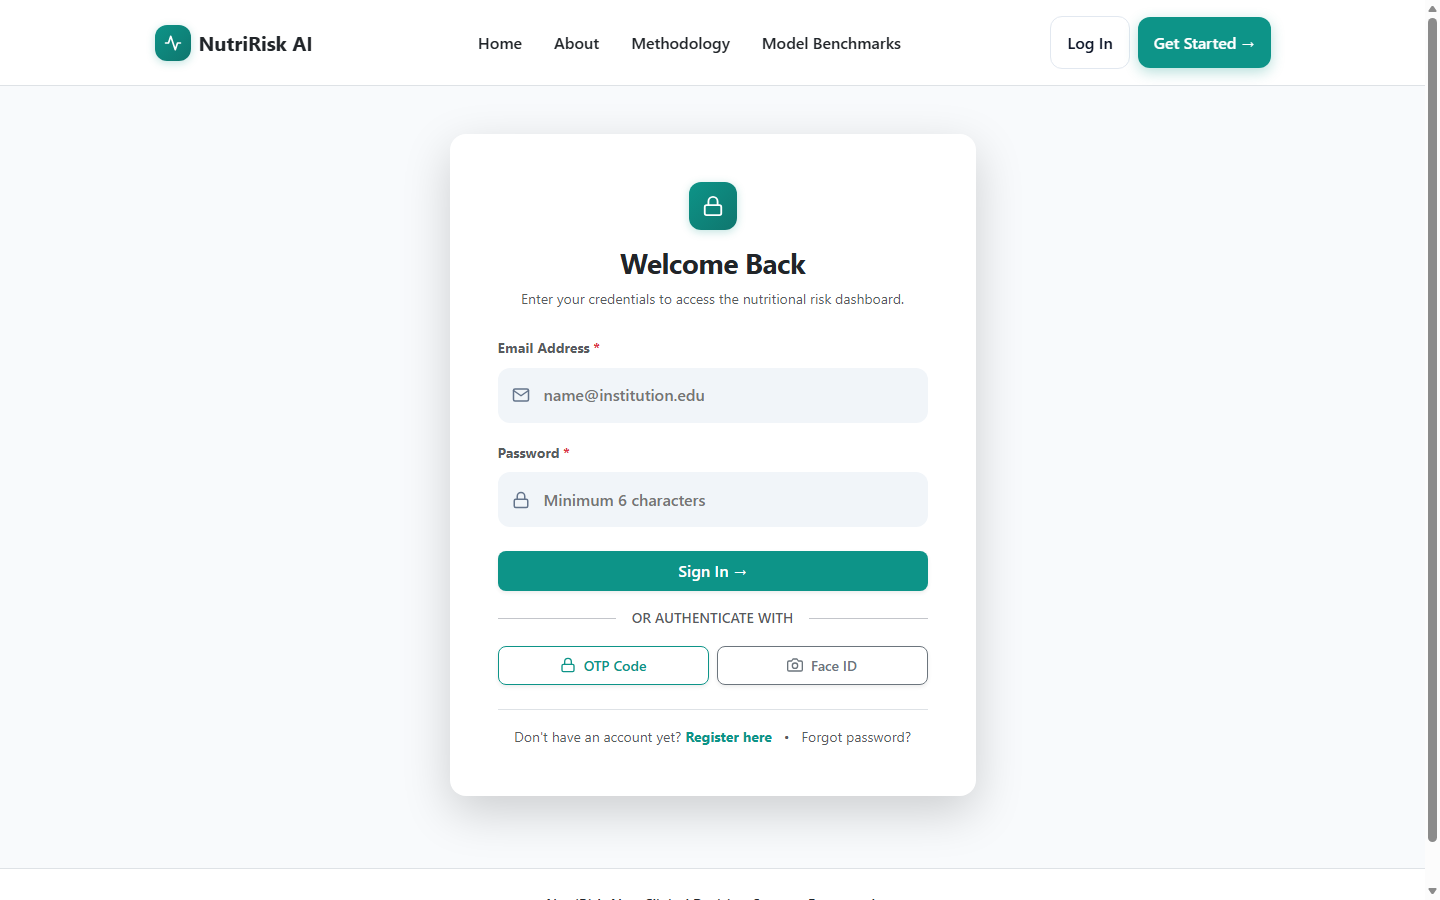 NutriRisk AI
Home
About
Methodology
Model Benchmarks
Log In
Get Started →
Welcome Back
Enter your credentials to access the nutritional risk dashboard.
Email Address *
name@institution.edu
Password *
Minimum 6 characters
Sign In →
OR AUTHENTICATE WITH
OTP Code
Face ID
Don't have an account yet? Register here • Forgot password?